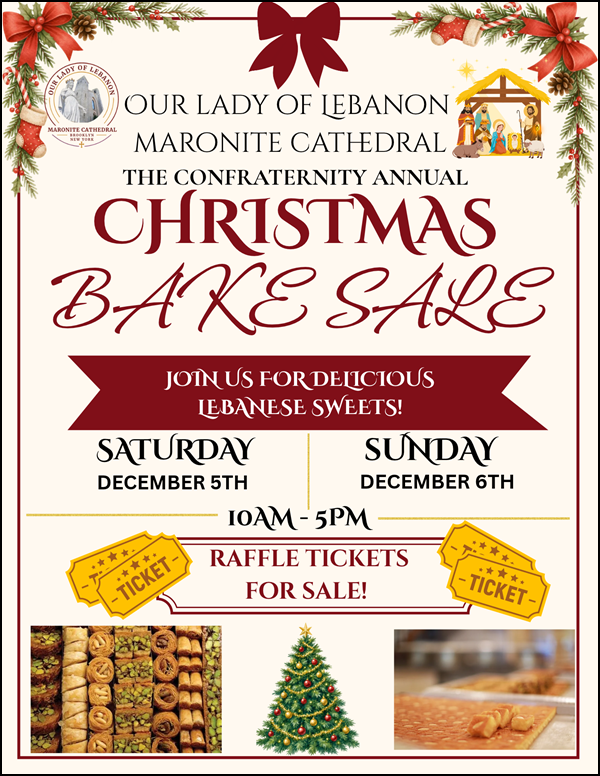 OUR LADY OF LEBANON
MARONITE CATHEDRAL
BROOKLYN
NEW YORK
OUR LADY OF LEBANON
MARONITE CATHEDRAL
THE CONFRATERNITY ANNUAL
CHRISTMAS
BAKE SALE
JOIN US FOR DELICIOUS
LEBANESE SWEETS!
SATURDAY
DECEMBER 5TH
SUNDAY
DECEMBER 6TH
10AM - 5PM
RAFFLE TICKETS
FOR SALE!
TICKET
TICKET